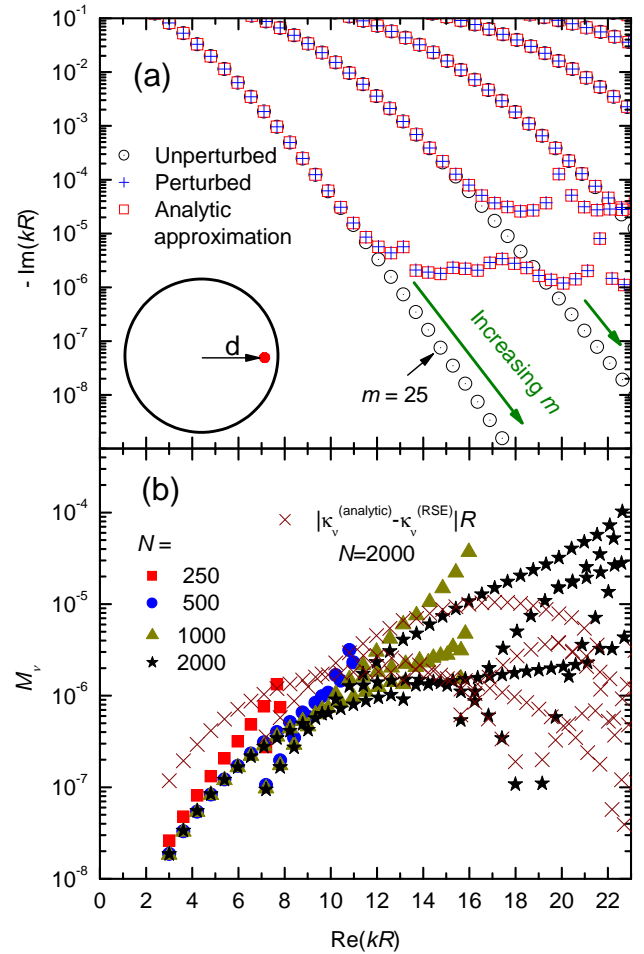 10⁻¹
10⁻²
10⁻³
10⁻⁴
10⁻⁵
10⁻⁶
10⁻⁷
10⁻⁸
- Im(kR)
(a)
Unperturbed
Perturbed
Analytic
approximation
d
m = 25
Increasing m
(b)
|κ_ν^(analytic)-κ_ν^(RSE)|R
N=2000
N =
250
500
1000
2000
10⁻⁴
10⁻⁵
10⁻⁶
10⁻⁷
10⁻⁸
M_ν
0 2 4 6 8 10 12 14 16 18 20 22
Re(kR)